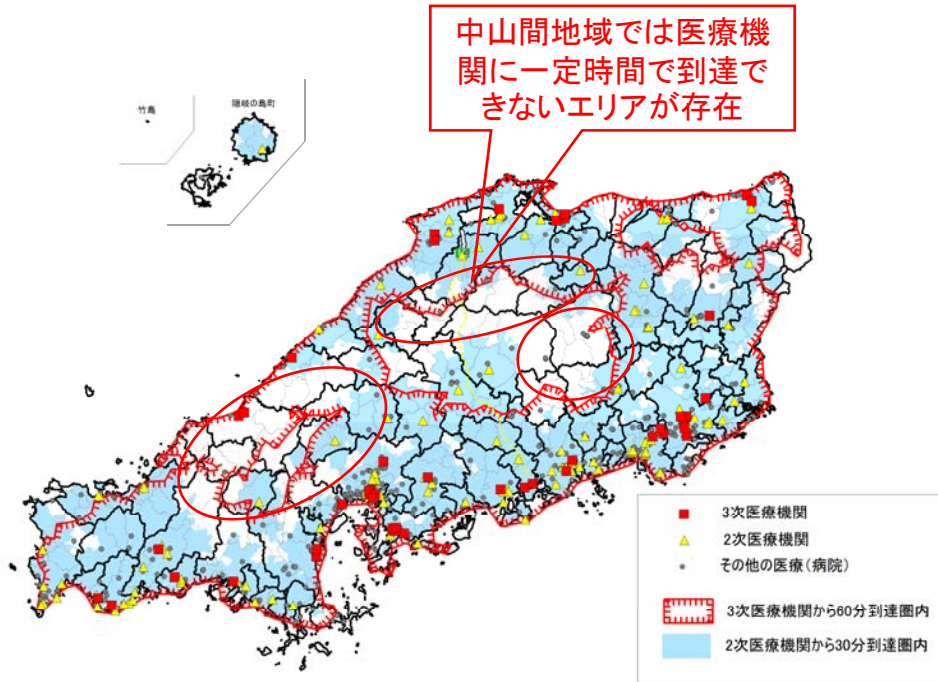 中山間地域では医療機
関に一定時間で到達で
きないエリアが存在
竹島
隠岐の島町
3次医療機関
2次医療機関
その他の医療(病院)
3次医療機関から60分到達圏内
2次医療機関から30分到達圏内